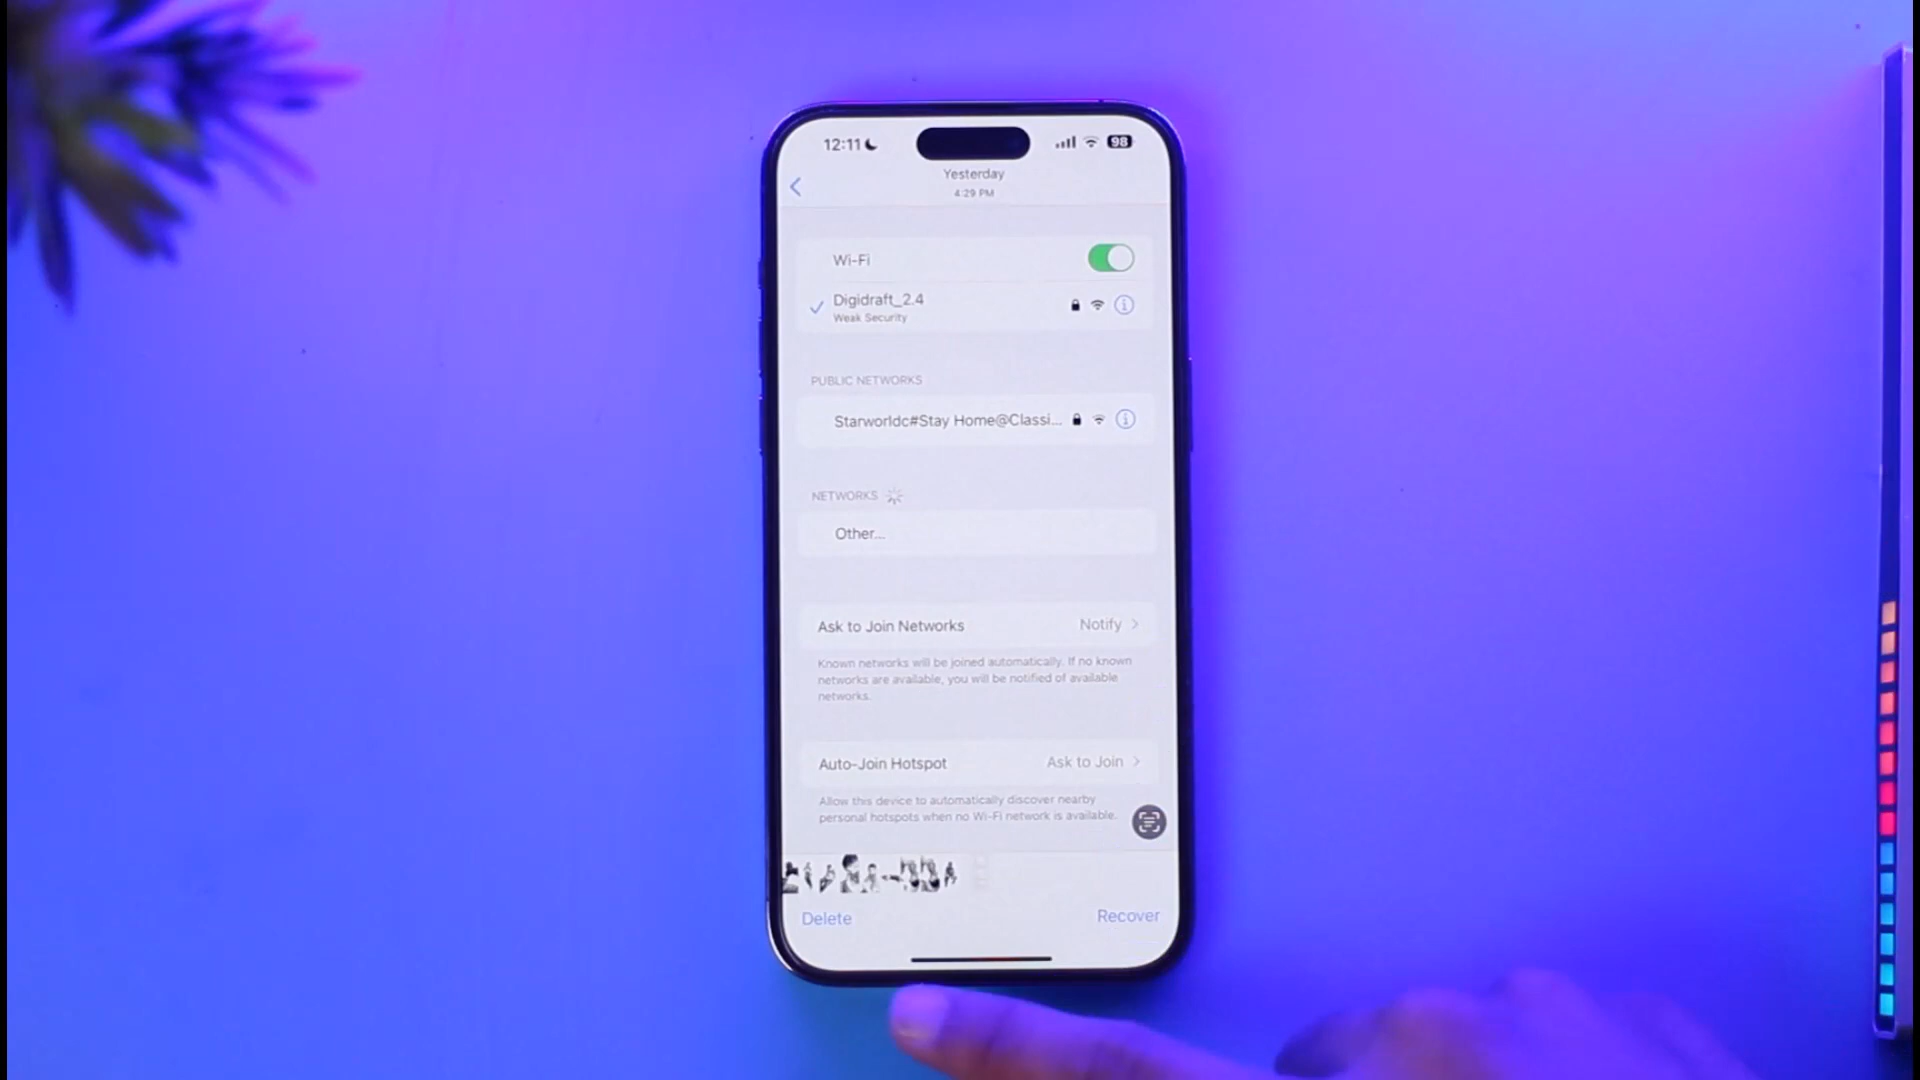 12:11
98
Yesterday
4:29 PM
Wi-Fi
Digidraft_2.4
Weak Security
PUBLIC NETWORKS
Starworldc#Stay Home@Classi...
NETWORKS
Other...
Ask to Join Networks Notify
Known networks will be joined automatically. If no known
networks are available, you will be notified of available
networks.
Auto-Join Hotspot Ask to Join
Allow this device to automatically discover nearby
personal hotspots when no Wi-Fi network is available.
Delete Recover